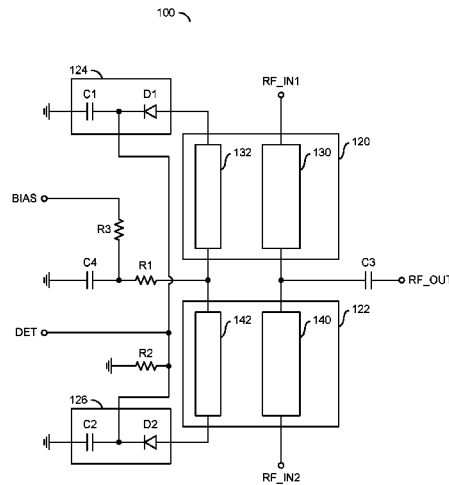 100
124
C1
D1
RF_IN1
132
130
120
BIAS
R3
C4
R1
C3
RF_OUT
DET
142
140
122
R2
126
C2
D2
RF_IN2